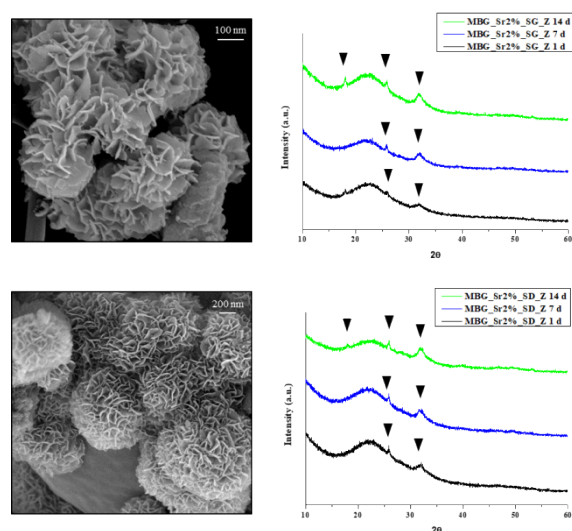 100 nm
MBG_Sr2%_SG_Z 14 d
MBG_Sr2%_SG_Z 7 d
MBG_Sr2%_SG_Z 1 d
Intensity (a.u.)
10 20 30 40 50 60
2θ
200 nm
MBG_Sr2%_SD_Z 14 d
MBG_Sr2%_SD_Z 7 d
MBG_Sr2%_SD_Z 1 d
Intensity (a.u.)
10 20 30 40 50 60
2θ